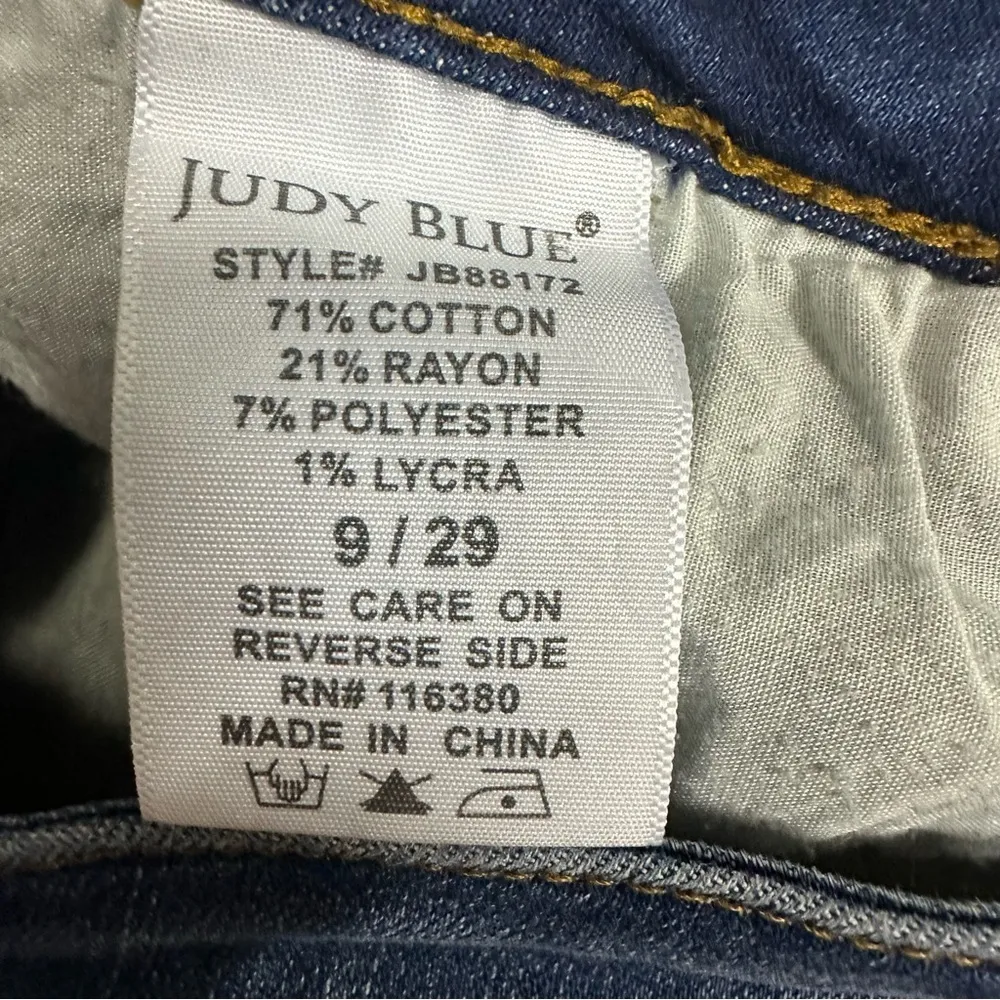 JUDY BLUE®
STYLE# JB88172
71% COTTON
21% RAYON
7% POLYESTER
1% LYCRA
9 / 29
SEE CARE ON
REVERSE SIDE
RN# 116380
MADE IN CHINA